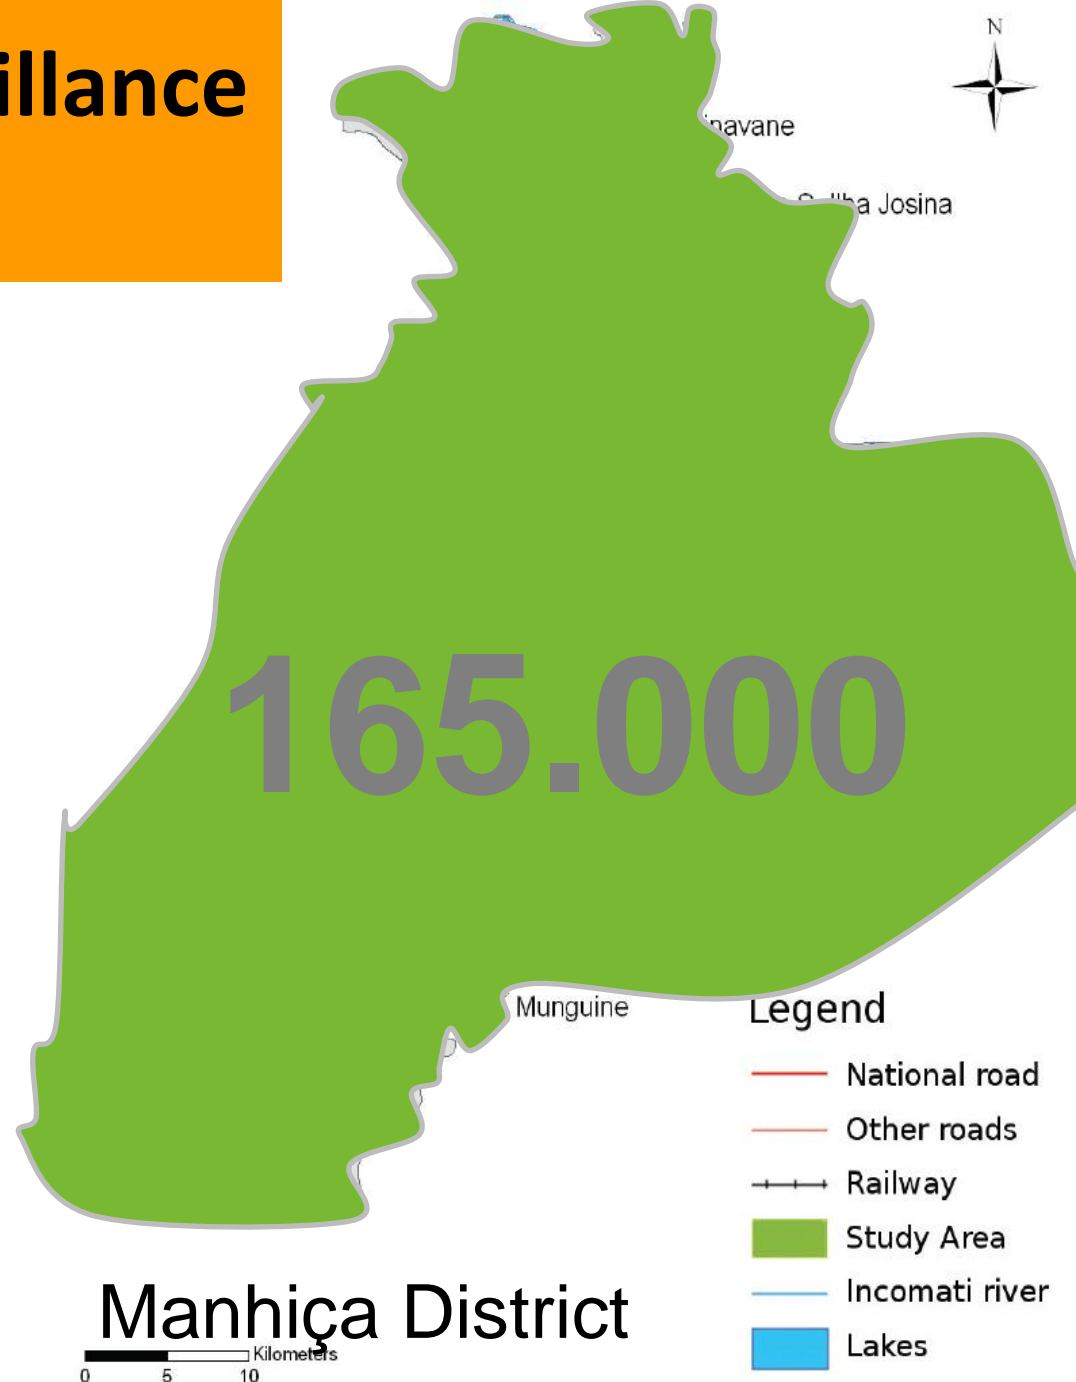 illance
N
inavane
Josina
165.000
Munguine
Legend
National road
Other roads
Railway
Study Area
Incomati river
Lakes
Manhiça District
Kilometers
0 5 10